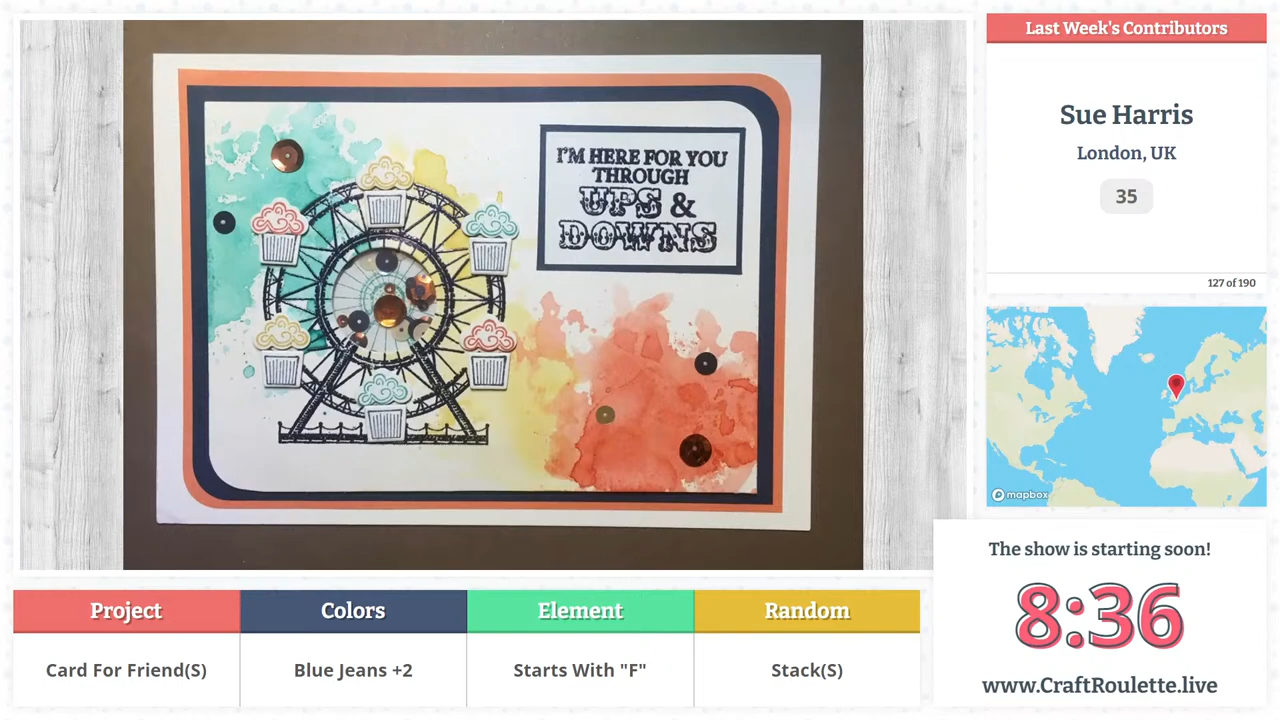 I'M HERE FOR YOU
THROUGH
UPS &
DOWNS
Last Week's Contributors
Sue Harris
London, UK
35
127 of 190
mapbox
The show is starting soon!
8:36
www.CraftRoulette.live
Project
Colors
Element
Random
Card For Friend(S)
Blue Jeans +2
Starts With "F"
Stack(S)